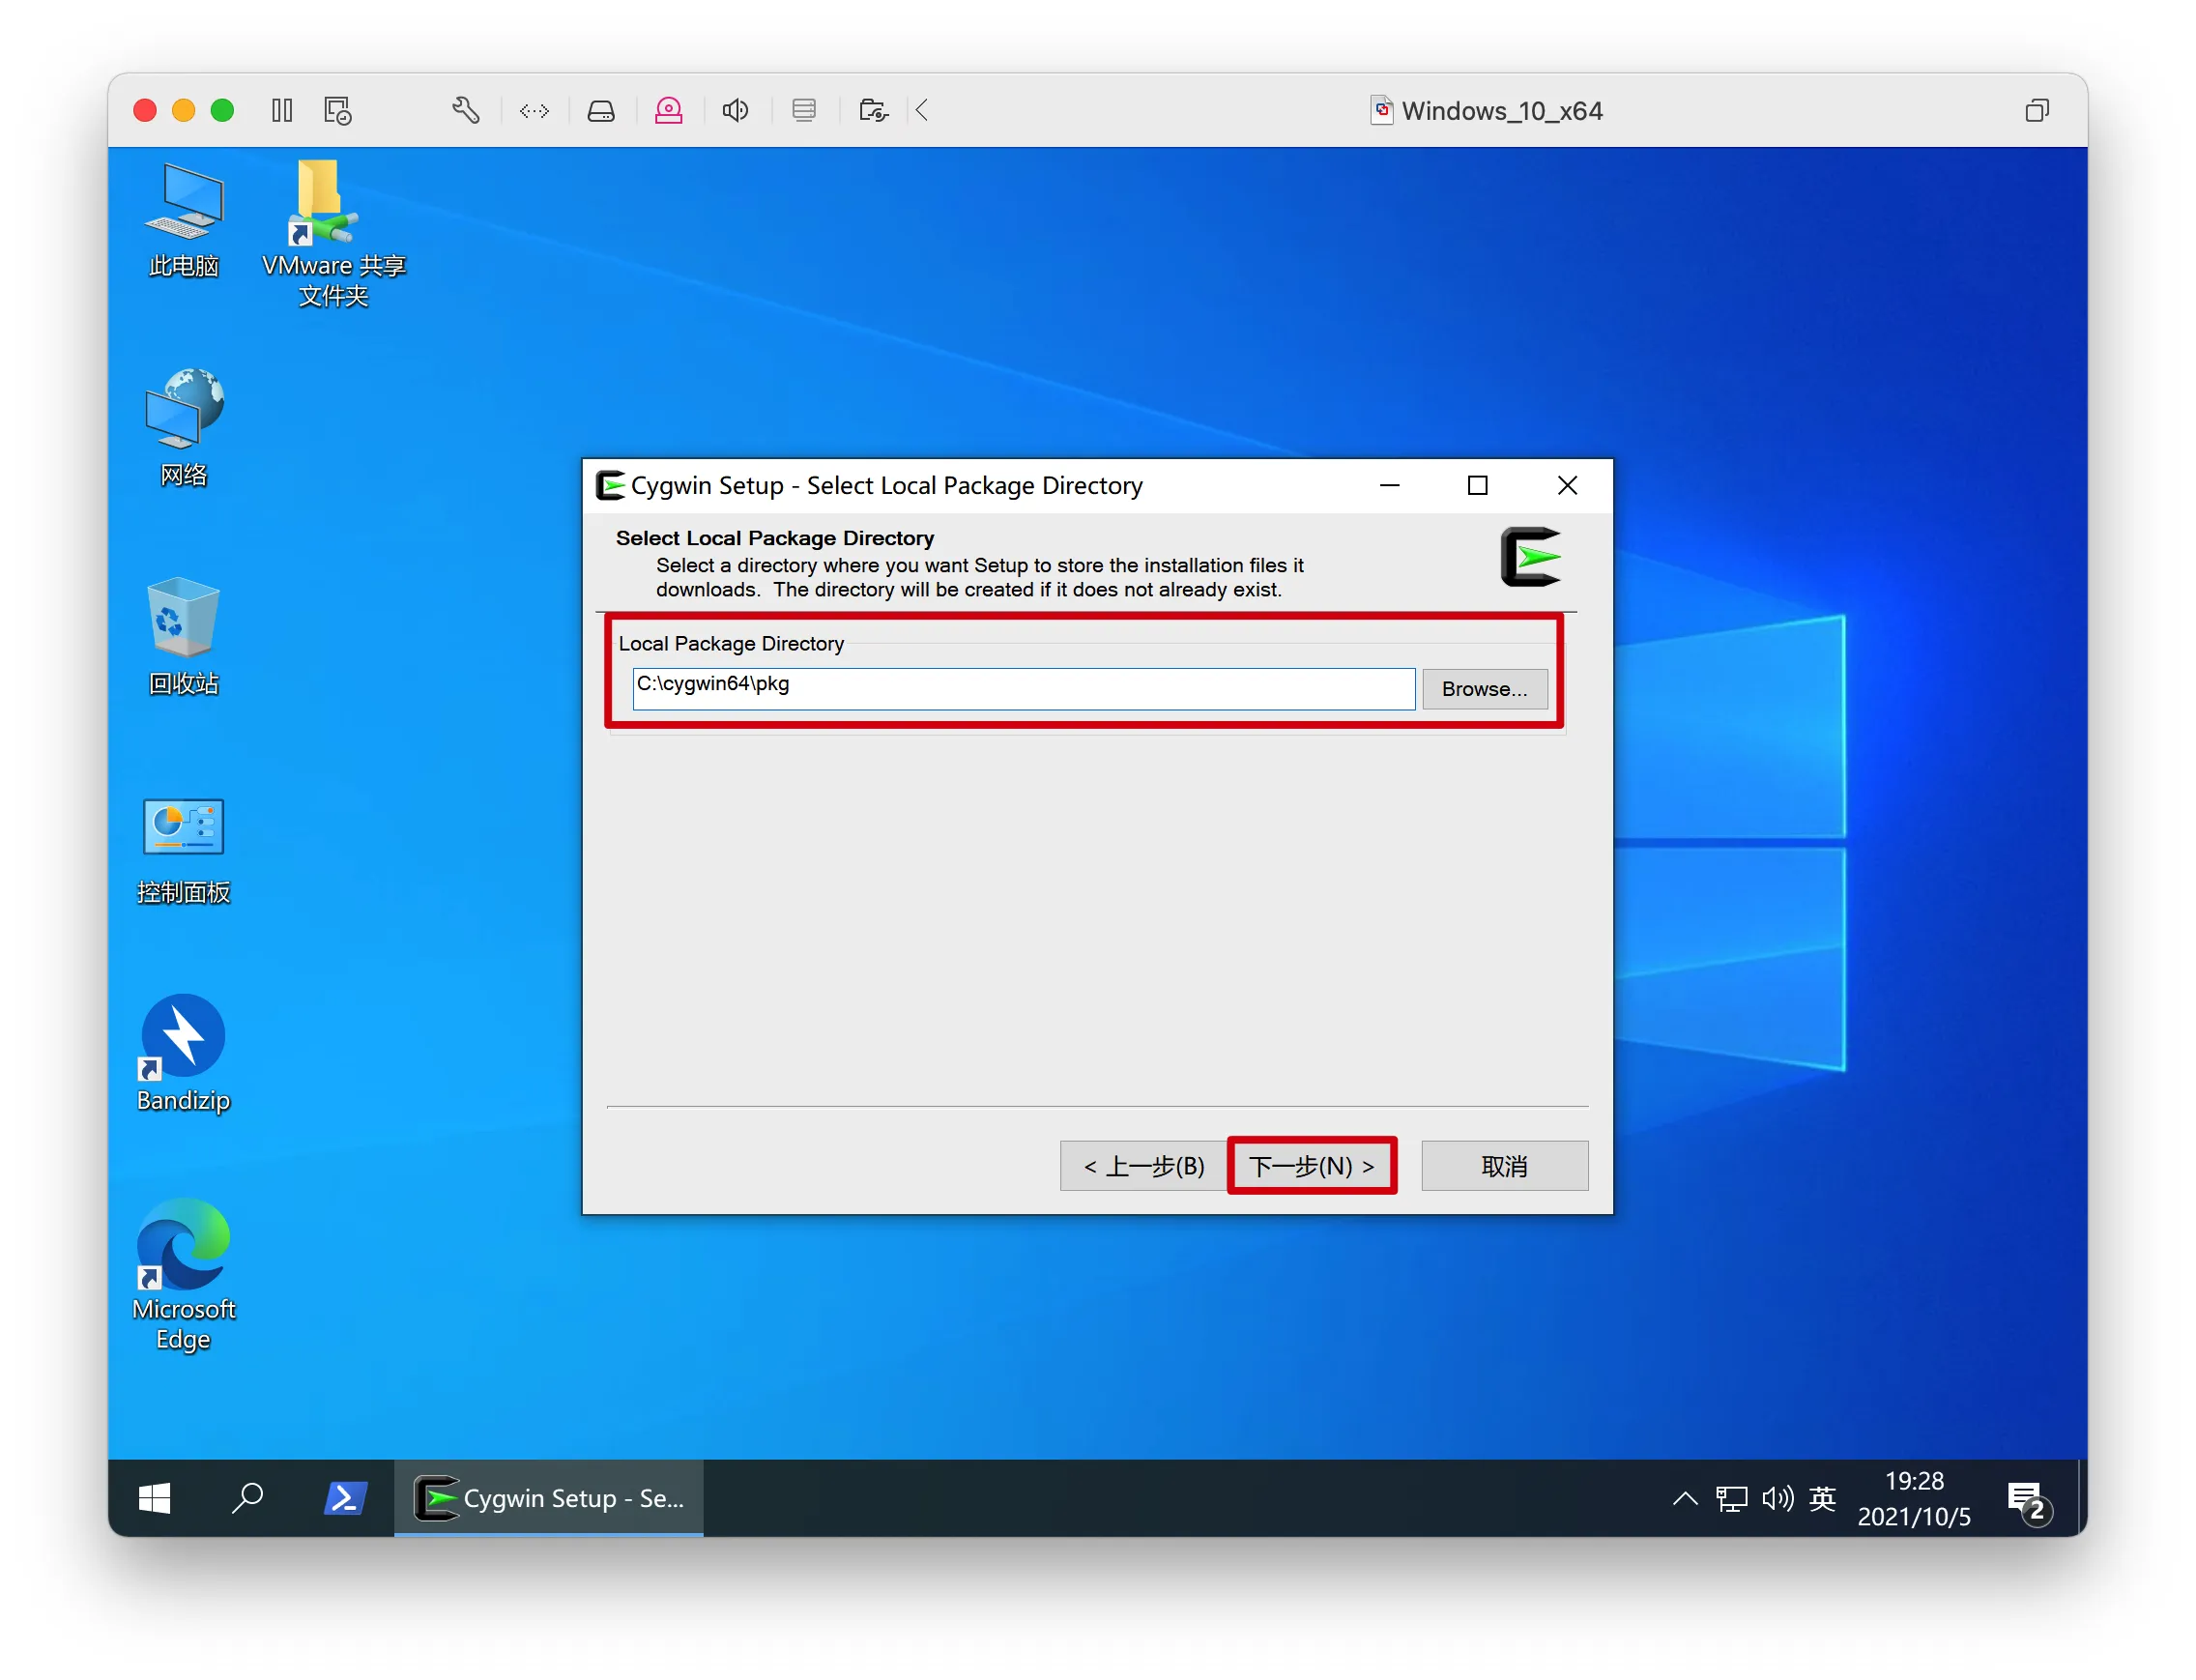 Windows_10_x64
此电脑
VMware 共享
文件夹
网络
回收站
控制面板
Bandizip
Microsoft
Edge
Cygwin Setup - Select Local Package Directory
Select Local Package Directory
Select a directory where you want Setup to store the installation files it
downloads.  The directory will be created if it does not already exist.
Local Package Directory
C:\cygwin64\pkg
Browse...
< 上一步(B)
下一步(N) >
取消
Cygwin Setup - Se...
英
19:28
2021/10/5
2